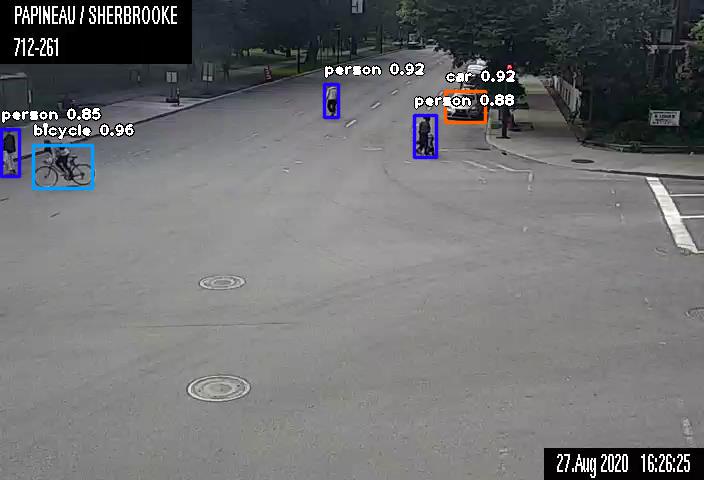 PAPINEAU / SHERBROOKE
712-261
person 0.92
car 0.92
person 0.88
person 0.85
bicycle 0.96
27.Aug 2020 16:26:25